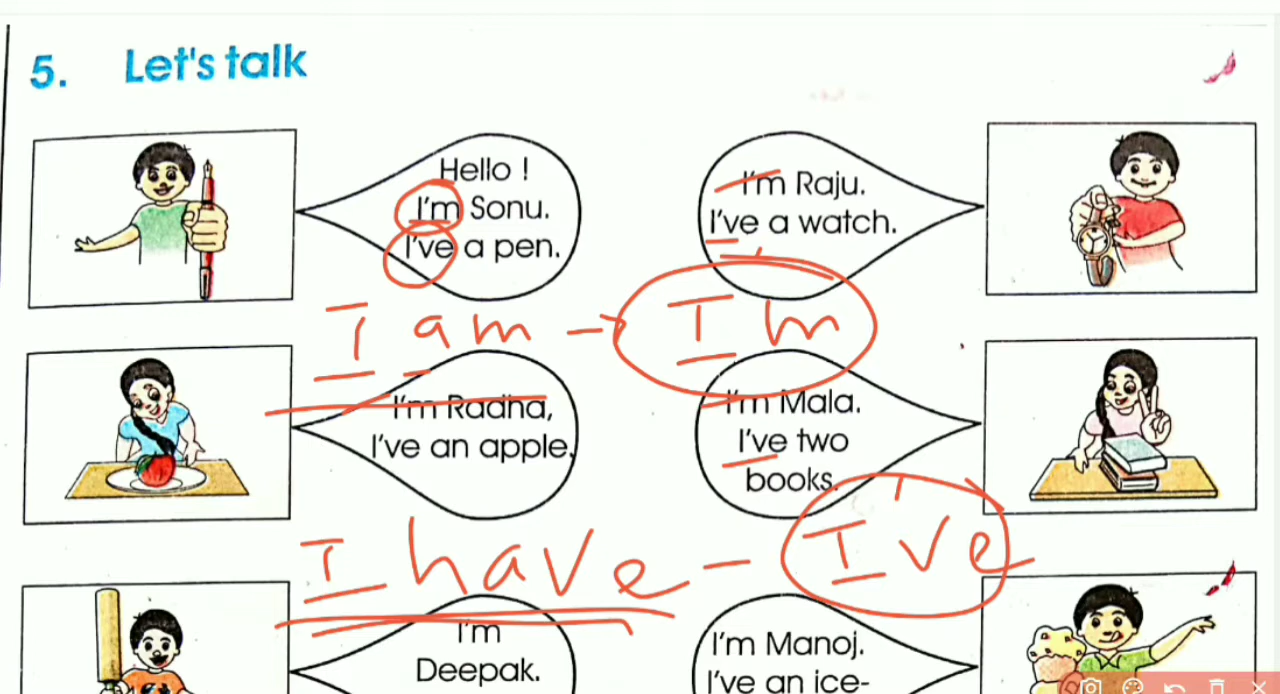 5. Let's talk
Hello !
I'm Sonu.
I've a pen.
I'm Raju.
I've a watch.
I am → I'm
I'm Radha,
I've an apple.
I'm Mala.
I've two
books.
I have - I've
I'm
Deepak.
I'm Manoj.
I've an ice-